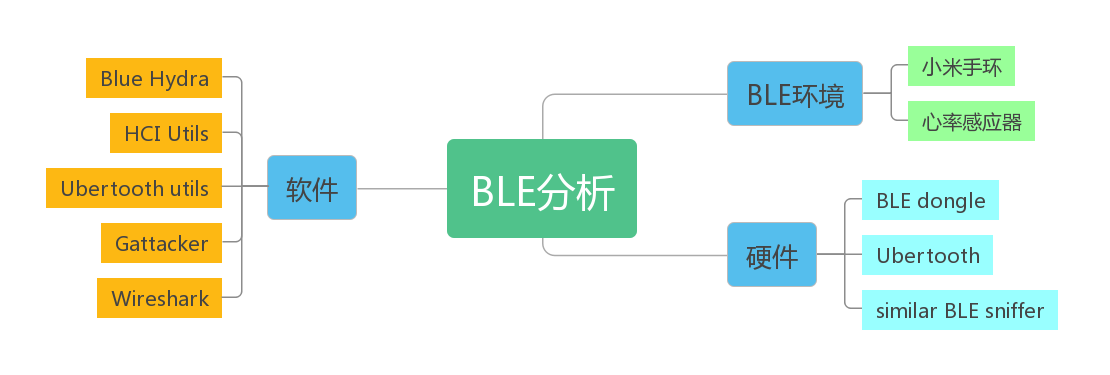 BLE分析
BLE环境
小米手环
心率感应器
硬件
BLE dongle
Ubertooth
similar BLE sniffer
软件
Blue Hydra
HCI Utils
Ubertooth utils
Gattacker
Wireshark